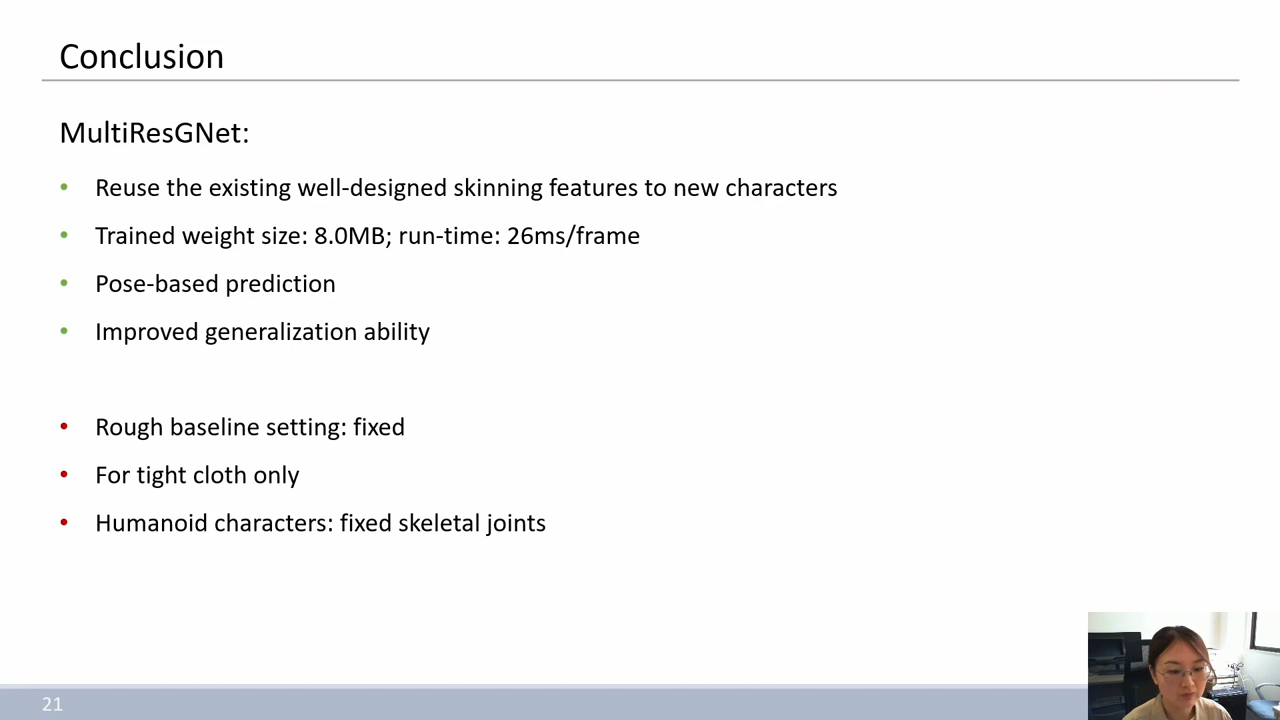 Conclusion
MultiResGNet:
• Reuse the existing well-designed skinning features to new characters
• Trained weight size: 8.0MB; run-time: 26ms/frame
• Pose-based prediction
• Improved generalization ability
• Rough baseline setting: fixed
• For tight cloth only
• Humanoid characters: fixed skeletal joints
21